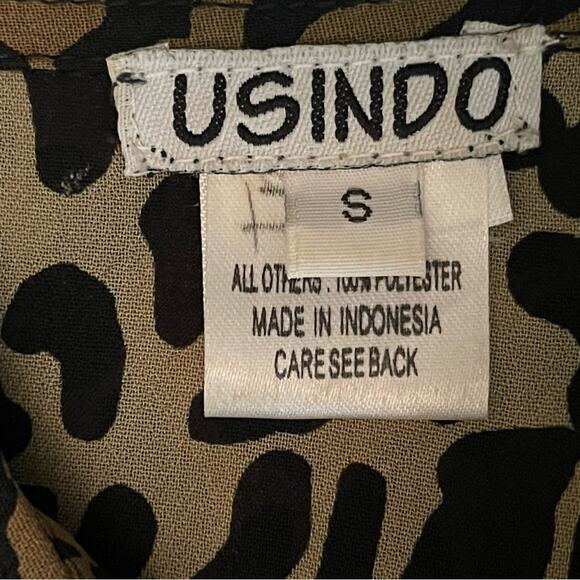 USINDO
S
ALL OTHERS : 100% POLYESTER
MADE IN INDONESIA
CARE SEE BACK